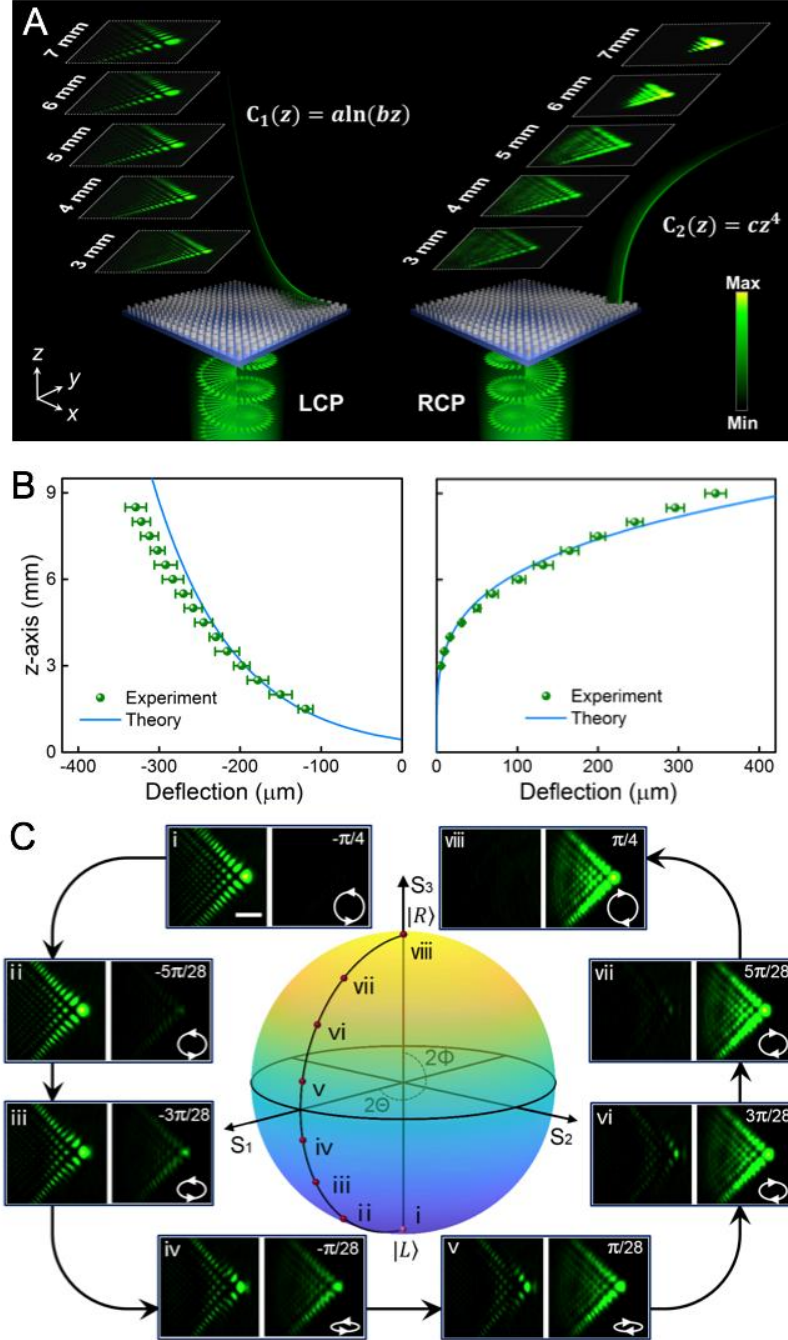 A
7 mm
6 mm
5 mm
4 mm
3 mm
C₁(z) = aln(bz)
7mm
6 mm
5 mm
4 mm
3 mm
C₂(z) = cz⁴
Max
Min
z
y
x
LCP
RCP
B
z-axis (mm)
9
6
3
0
Experiment
Theory
-400
-300
-200
-100
0
Deflection (μm)
Experiment
Theory
0
100
200
300
400
Deflection (μm)
C
i
-π/4
viii
π/4
S₃
|R⟩
viii
vii
vi
v
iv
iii
ii
i
2Φ
2Θ
S₁
S₂
|L⟩
ii
-5π/28
vii
5π/28
iii
-3π/28
vi
3π/28
iv
-π/28
v
π/28